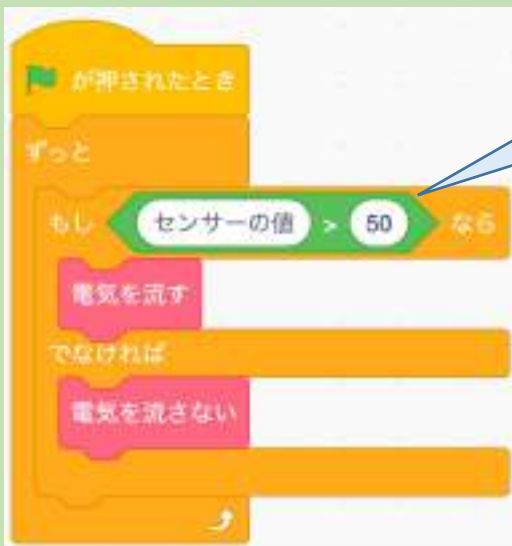 が押されたとき
ずっと
もし センサーの値 > 50 なら
電気を流す
でなければ
電気を流さない